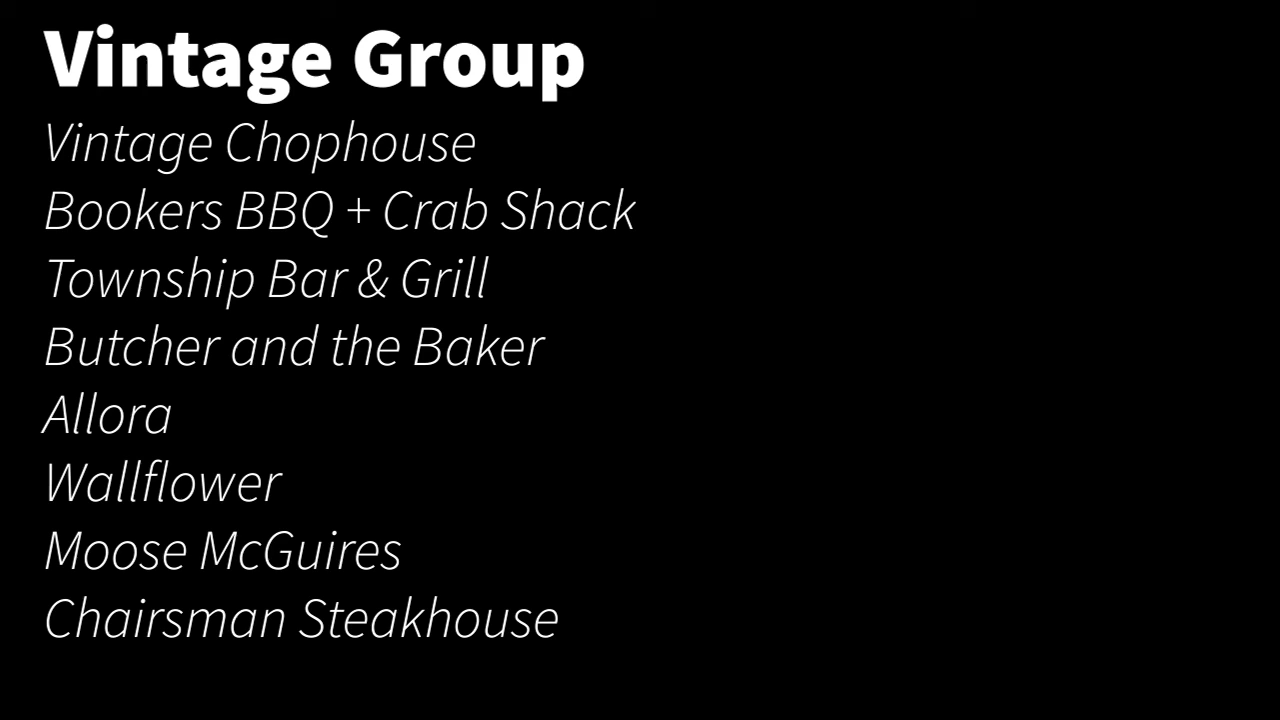 Vintage Group
Vintage Chophouse
Bookers BBQ + Crab Shack
Township Bar & Grill
Butcher and the Baker
Allora
Wallflower
Moose McGuires
Chairsman Steakhouse